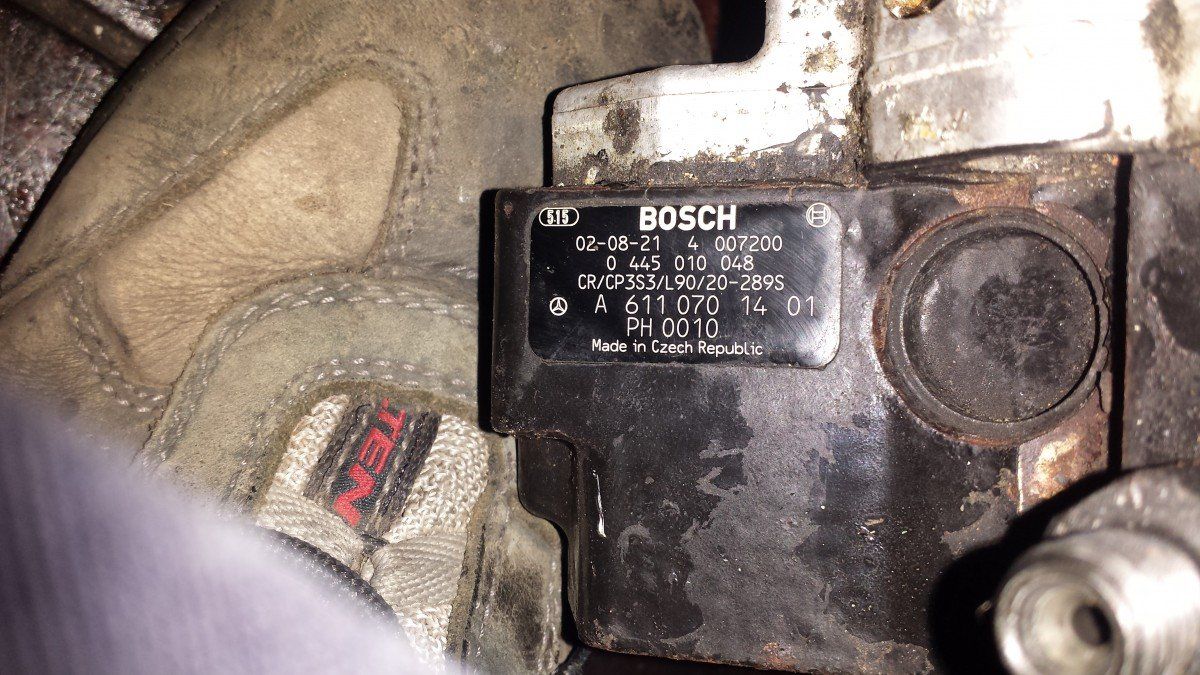 515 BOSCH
02-08-21 4 007200
0 445 010 048
CR/CP3S3/L90/20-289S
A 611 070 14 01
PH 0010
Made in Czech Republic
.TEN